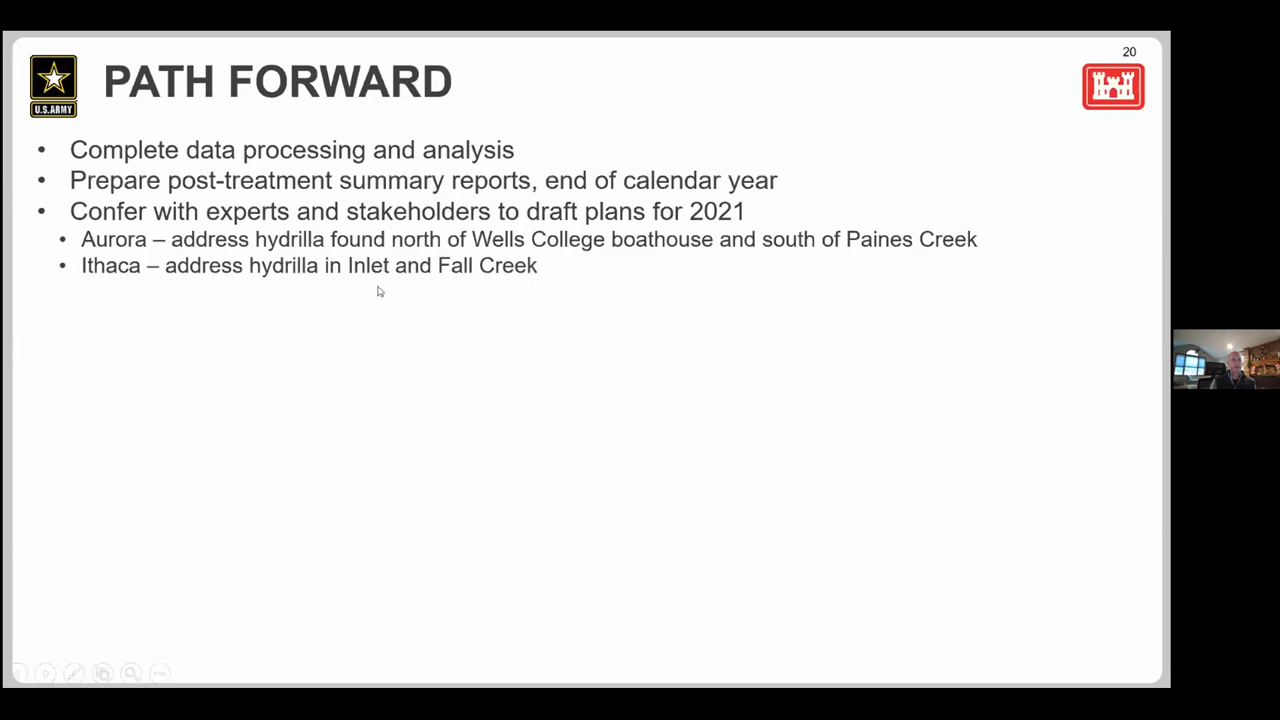 20
U.S.ARMY
PATH FORWARD
• Complete data processing and analysis
• Prepare post-treatment summary reports, end of calendar year
• Confer with experts and stakeholders to draft plans for 2021
• Aurora – address hydrilla found north of Wells College boathouse and south of Paines Creek
• Ithaca – address hydrilla in Inlet and Fall Creek